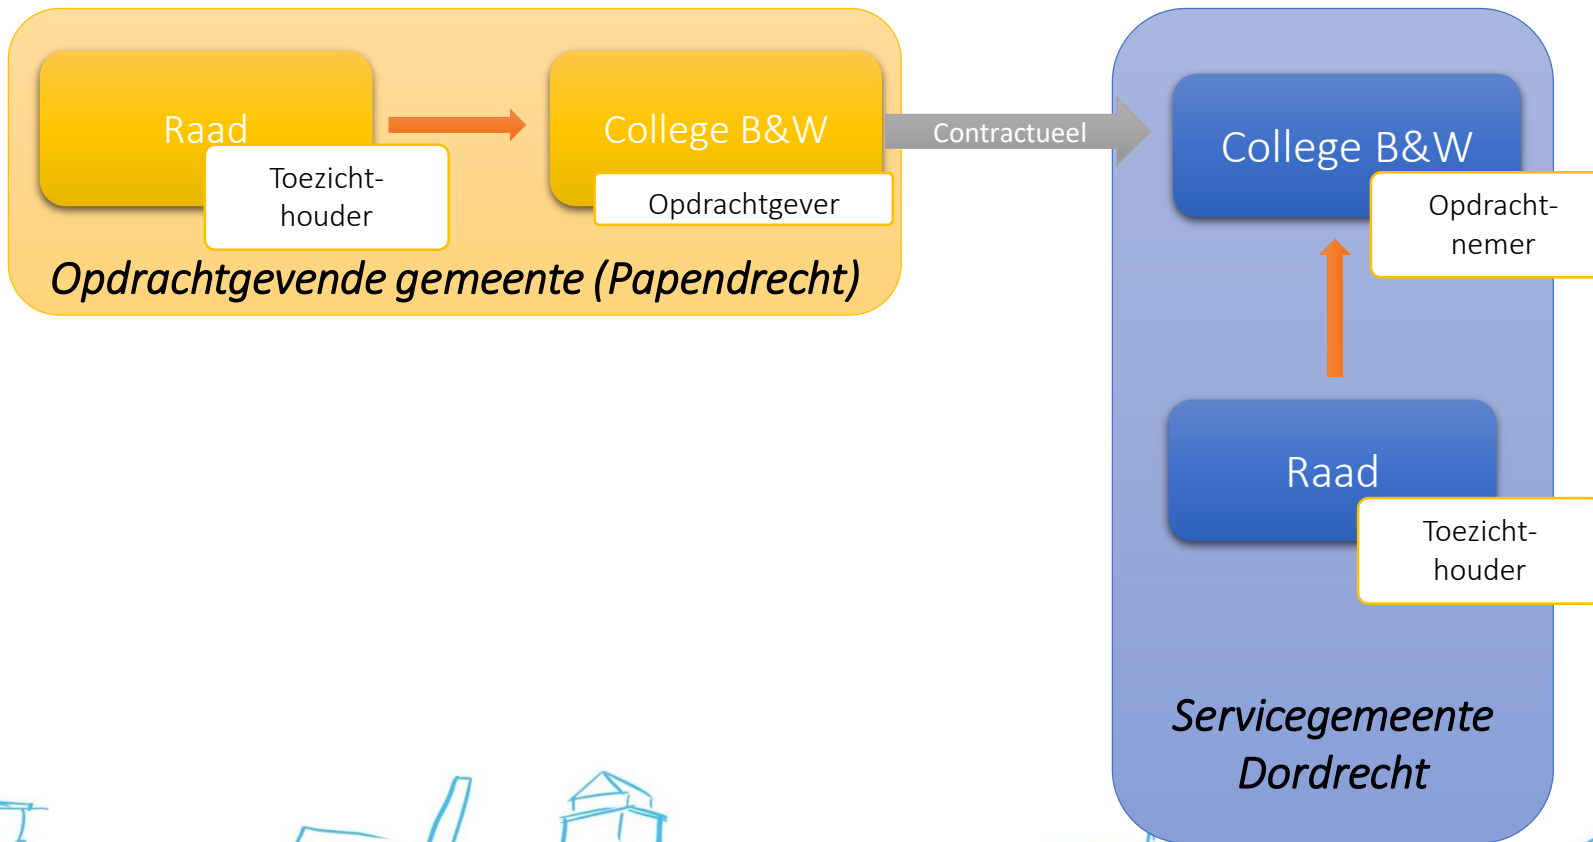 Raad
Toezicht-
houder
College B&W
Opdrachtgever
Opdrachtgevende gemeente (Papendrecht)
Contractueel
College B&W
Opdracht-
nemer
Raad
Toezicht-
houder
Servicegemeente
Dordrecht